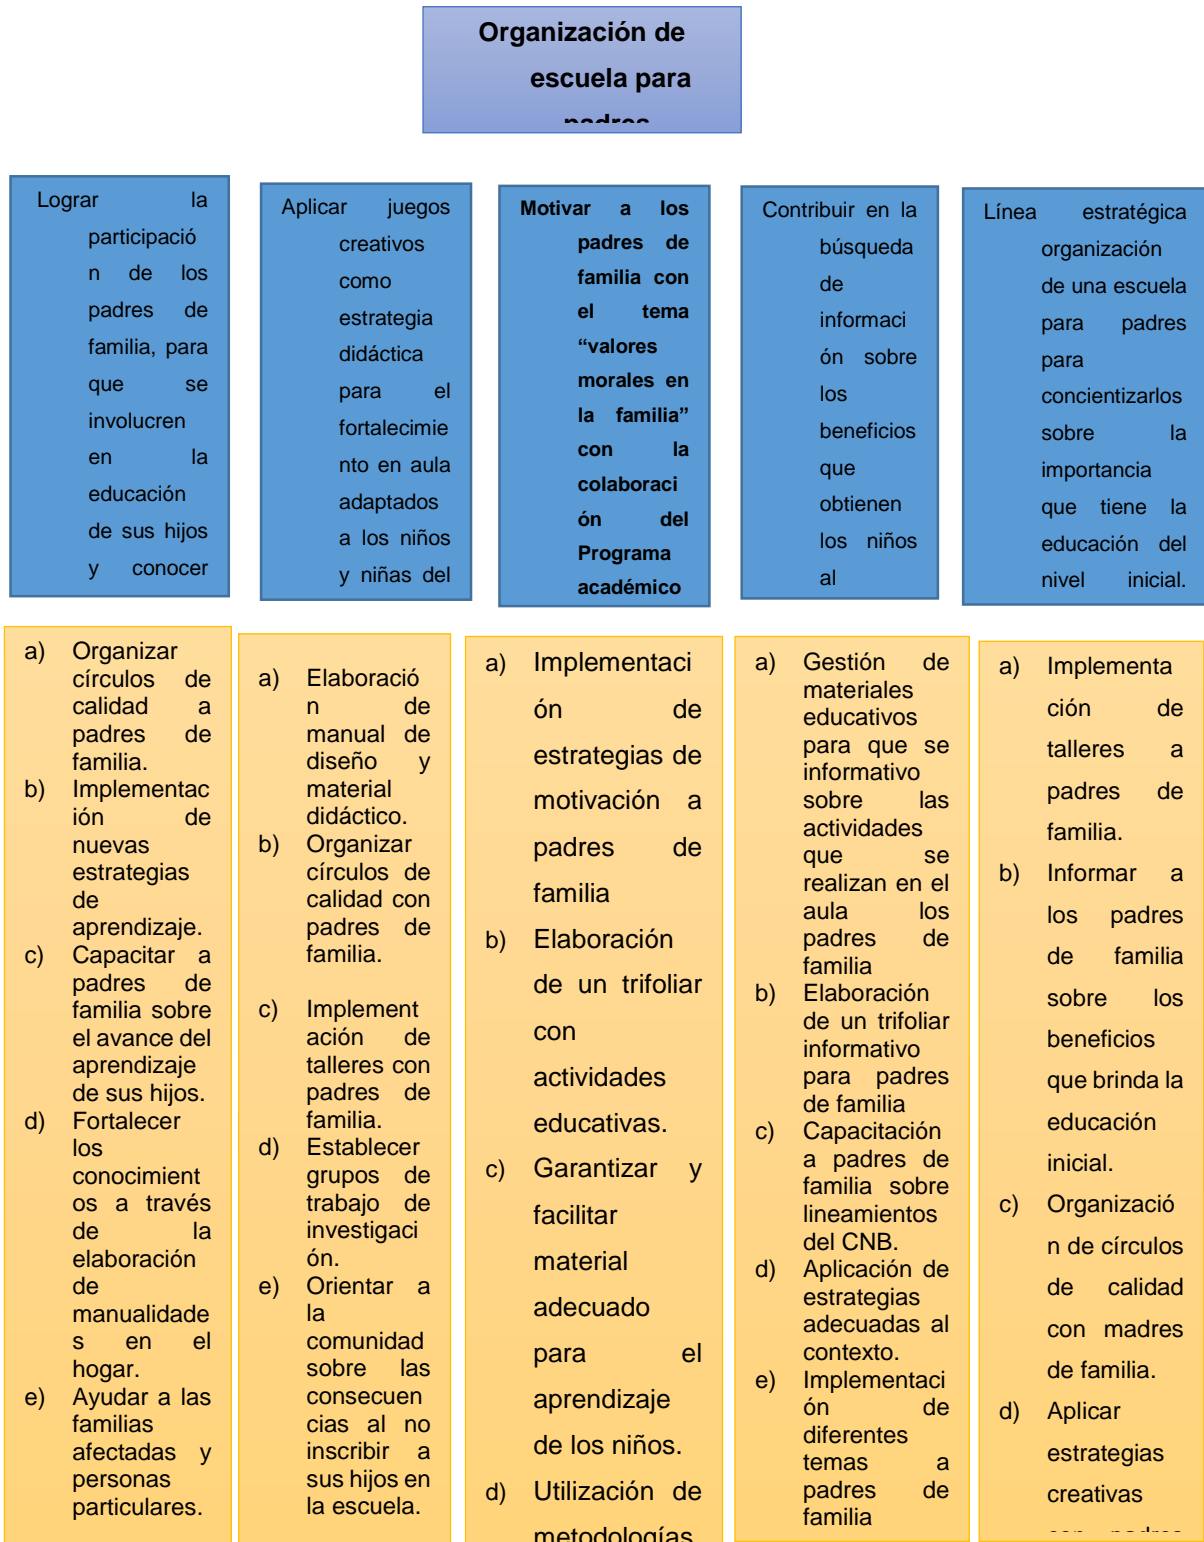 Organización de
escuela para
padres
Lograr la
participació
n de los
padres de
familia, para
que se
involucren
en la
educación
de sus hijos
y conocer
Aplicar juegos
creativos
como
estrategia
didáctica
para el
fortalecimie
nto en aula
adaptados
a los niños
y niñas del
Motivar a los
padres de
familia con
el tema
“valores
morales en
la familia”
con la
colaboraci
ón del
Programa
académico
Contribuir en la
búsqueda
de
informaci
ón sobre
los
beneficios
que
obtienen
los niños
al
Línea estratégica
organización
de una escuela
para padres
para
concientizarlos
sobre la
importancia
que tiene la
educación del
nivel inicial.
a) Organizar
círculos de
calidad a
padres de
familia.
b) Implementac
ión de
nuevas
estrategias
de
aprendizaje.
c) Capacitar a
padres de
familia sobre
el avance del
aprendizaje
de sus hijos.
d) Fortalecer
los
conocimient
os a través
de la
elaboración
de
manualidade
s en el
hogar.
e) Ayudar a las
familias
afectadas y
personas
particulares.
a) Elaboració
n de
manual de
diseño y
material
didáctico.
b) Organizar
círculos de
calidad con
padres de
familia.
c) Implement
ación de
talleres con
padres de
familia.
d) Establecer
grupos de
trabajo de
investigaci
ón.
e) Orientar a
la
comunidad
sobre las
consecuen
cias al no
inscribir a
sus hijos en
la escuela.
a) Implementaci
ón de
estrategias de
motivación a
padres de
familia
b) Elaboración
de un trifoliar
con
actividades
educativas.
c) Garantizar y
facilitar
material
adecuado
para el
aprendizaje
de los niños.
d) Utilización de
metodologías
a) Gestión de
materiales
educativos
para que se
informativo
sobre las
actividades
que se
realizan en el
aula los
padres de
familia
b) Elaboración
de un trifoliar
informativo
para padres
de familia
c) Capacitación
a padres de
familia sobre
lineamientos
del CNB.
d) Aplicación de
estrategias
adecuadas al
contexto.
e) Implementaci
ón de
diferentes
temas a
padres de
familia
a) Implementa
ción de
talleres a
padres de
familia.
b) Informar a
los padres
de familia
sobre los
beneficios
que brinda la
educación
inicial.
c) Organizació
n de círculos
de calidad
con madres
de familia.
d) Aplicar
estrategias
creativas
con padres